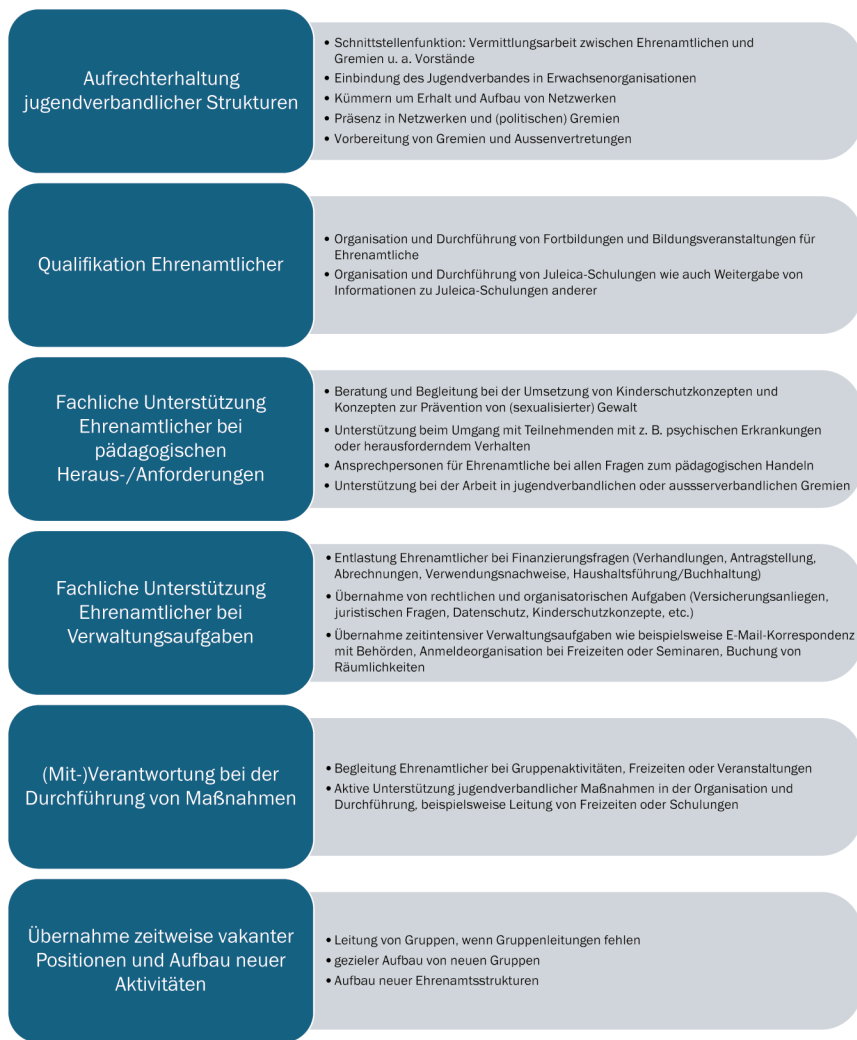 Aufrechterhaltung
jugendverbandlicher Strukturen
• Schnittstellenfunktion: Vermittlungsarbeit zwischen Ehrenamtlichen und
Gremien u. a. Vorstände
• Einbindung des Jugendverbandes in Erwachsenorganisationen
• Kümmern um Erhalt und Aufbau von Netzwerken
• Präsenz in Netzwerken und (politischen) Gremien
• Vorbereitung von Gremien und Aussenvertretungen
Qualifikation Ehrenamtlicher
• Organisation und Durchführung von Fortbildungen und Bildungsveranstaltungen für
Ehrenamtliche
• Organisation und Durchführung von Juleica-Schulungen wie auch Weitergabe von
Informationen zu Juleica-Schulungen anderer
Fachliche Unterstützung
Ehrenamtlicher bei
pädagogischen
Heraus-/Anforderungen
• Beratung und Begleitung bei der Umsetzung von Kinderschutzkonzepten und
Konzepten zur Prävention von (sexualisierter) Gewalt
• Unterstützung beim Umgang mit Teilnehmenden mit z. B. psychischen Erkrankungen
oder herausforderndem Verhalten
• Ansprechpersonen für Ehrenamtliche bei allen Fragen zum pädagogischen Handeln
• Unterstützung bei der Arbeit in jugendverbandlichen oder aussserverbandlichen Gremien
Fachliche Unterstützung
Ehrenamtlicher bei
Verwaltungsaufgaben
• Entlastung Ehrenamtlicher bei Finanzierungsfragen (Verhandlungen, Antragstellung,
Abrechnungen, Verwendungsnachweise, Haushaltsführung/Buchhaltung)
• Übernahme von rechtlichen und organisatorischen Aufgaben (Versicherungsanliegen,
juristischen Fragen, Datenschutz, Kinderschutzkonzepte, etc.)
• Übernahme zeitintensiver Verwaltungsaufgaben wie beispielsweise E-Mail-Korrespondenz
mit Behörden, Anmeldeorganisation bei Freizeiten oder Seminaren, Buchung von
Räumlichkeiten
(Mit-)Verantwortung bei der
Durchführung von Maßnahmen
• Begleitung Ehrenamtlicher bei Gruppenaktivitäten, Freizeiten oder Veranstaltungen
• Aktive Unterstützung jugendverbandlicher Maßnahmen in der Organisation und
Durchführung, beispielsweise Leitung von Freizeiten oder Schulungen
Übernahme zeitweise vakanter
Positionen und Aufbau neuer
Aktivitäten
• Leitung von Gruppen, wenn Gruppenleitungen fehlen
• gezieler Aufbau von neuen Gruppen
• Aufbau neuer Ehrenamtsstrukturen